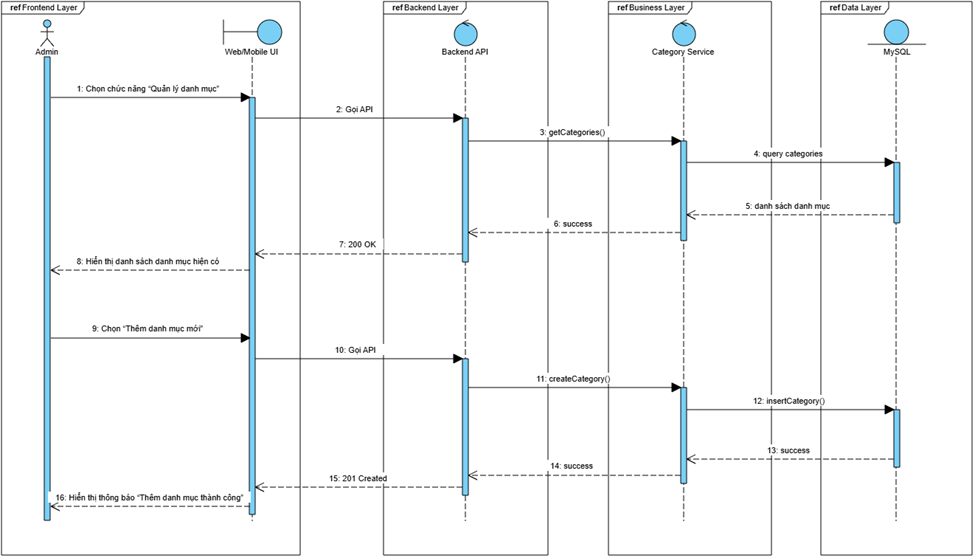 ref Frontend Layer
ref Backend Layer
ref Business Layer
ref Data Layer
Admin
Web/Mobile UI
Backend API
Category Service
MySQL
1: Chọn chức năng “Quản lý danh mục”
2: Gọi API
3: getCategories()
4: query categories
5: danh sách danh mục
6: success
7: 200 OK
8: Hiển thị danh sách danh mục hiện có
9: Chọn “Thêm danh mục mới”
10: Gọi API
11: createCategory()
12: insertCategory()
13: success
14: success
15: 201 Created
16: Hiển thị thông báo “Thêm danh mục thành công”